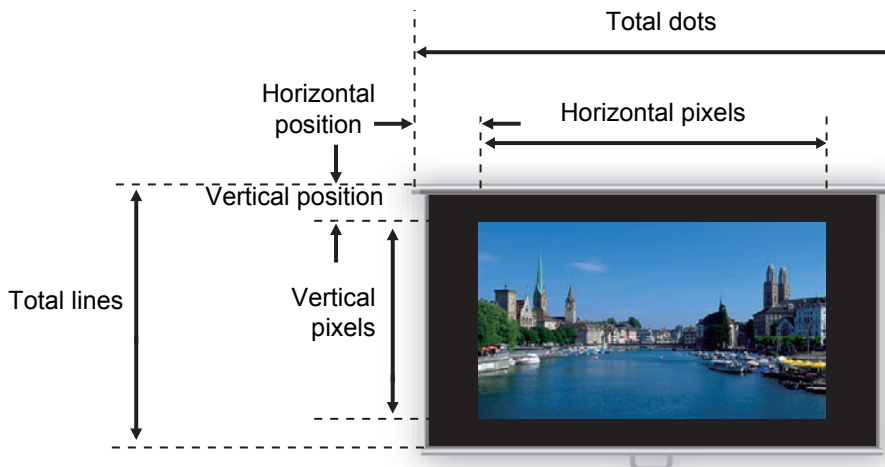 Total dots
Horizontal
position
Horizontal pixels
Vertical position
Total lines
Vertical
pixels